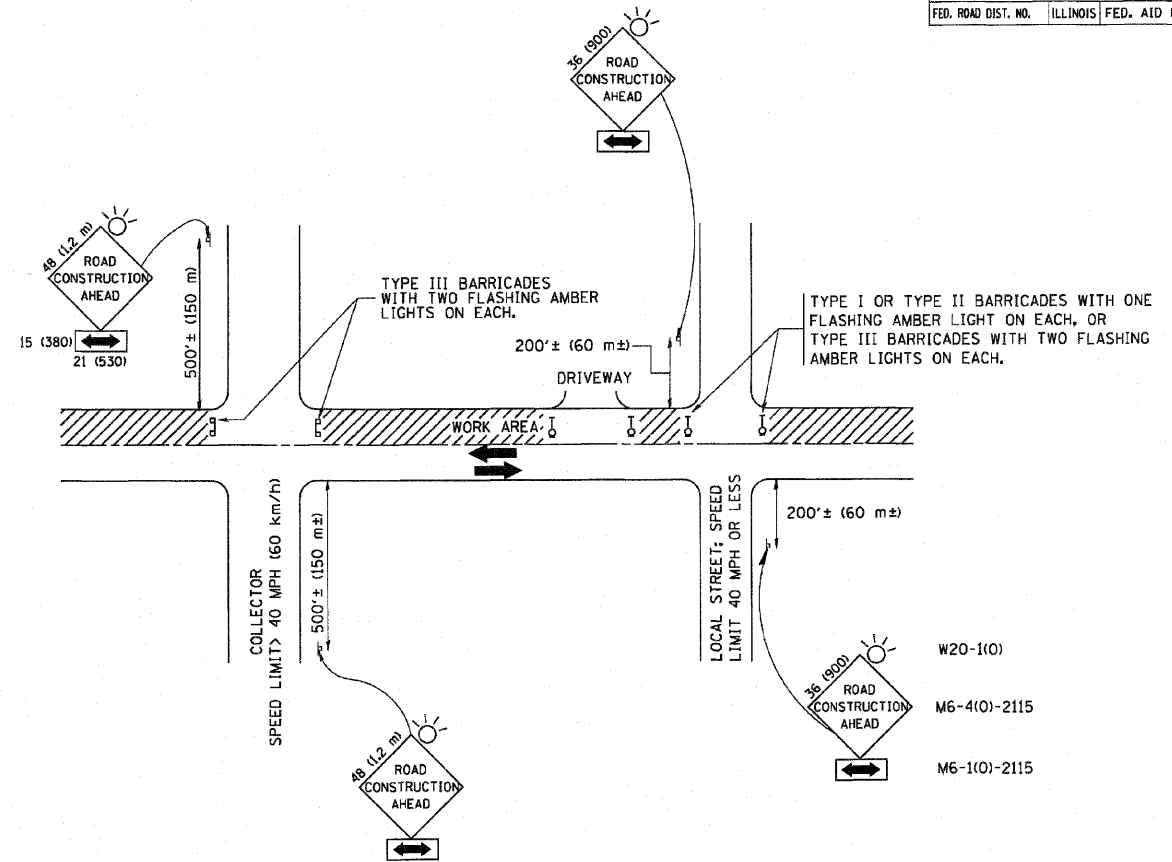 FED. ROAD DIST. NO. ILLINOIS FED. AID
36 (900)
ROAD
CONSTRUCTION
AHEAD
48 (1.2 m)
ROAD
CONSTRUCTION
AHEAD
15 (380)
21 (530)
500'± (150 m)
TYPE III BARRICADES
WITH TWO FLASHING AMBER
LIGHTS ON EACH.
200'± (60 m±)
DRIVEWAY
TYPE I OR TYPE II BARRICADES WITH ONE
FLASHING AMBER LIGHT ON EACH, OR
TYPE III BARRICADES WITH TWO FLASHING
AMBER LIGHTS ON EACH.
WORK AREA
COLLECTOR
SPEED LIMIT> 40 MPH (60 km/h)
500'± (150 m±)
LOCAL STREET: SPEED
LIMIT 40 MPH OR LESS
200'± (60 m±)
36 (900)
ROAD
CONSTRUCTION
AHEAD
W20-1(O)
M6-4(O)-2115
M6-1(O)-2115
48 (1.2 m)
ROAD
CONSTRUCTION
AHEAD